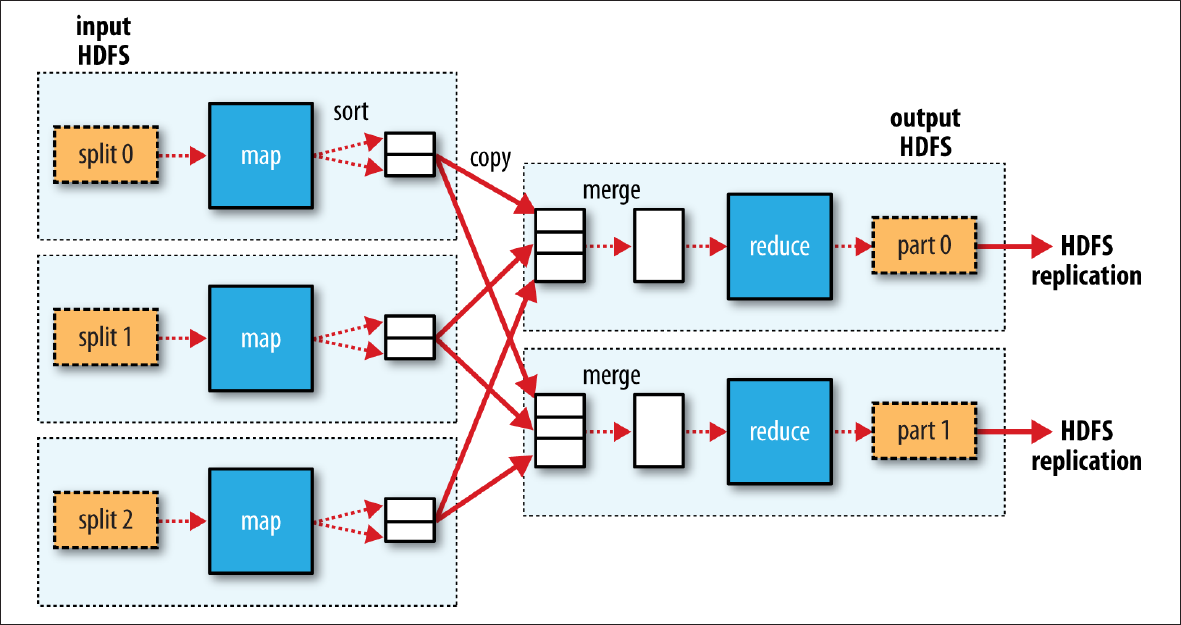 input
HDFS
split 0
map
sort
copy
split 1
map
split 2
map
output
HDFS
merge
reduce
part 0
HDFS
replication
merge
reduce
part 1
HDFS
replication